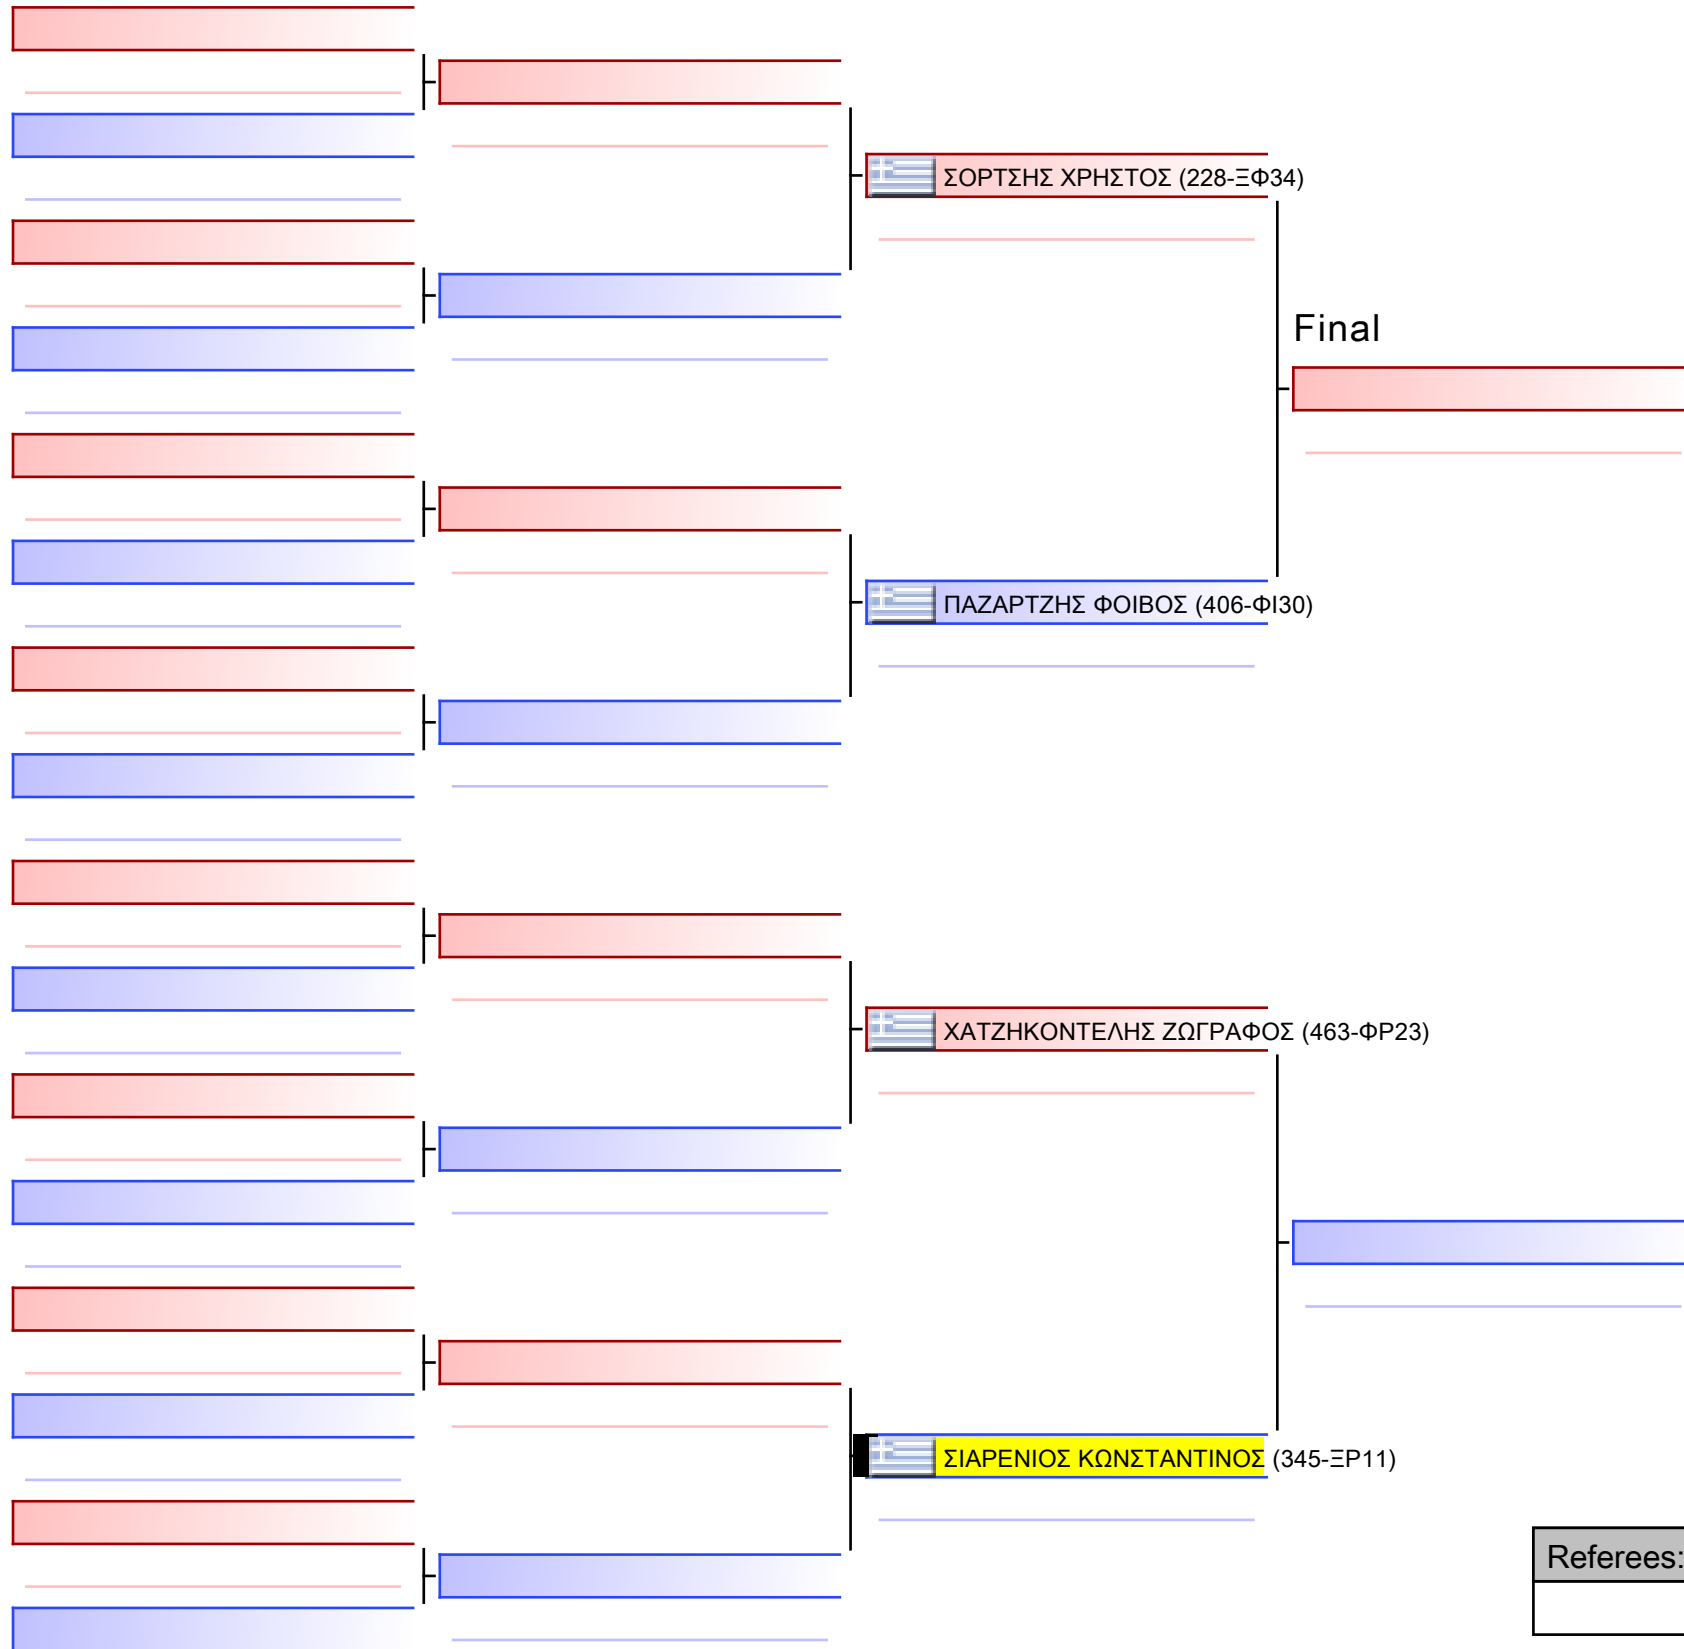 ΣΟΡΤΣΗΣ ΧΡΗΣΤΟΣ (228-ΞΦ34)
Final
ΠΑΖΑΡΤΖΗΣ ΦΟΙΒΟΣ (406-ΦΙ30)
ΧΑΤΖΗΚΟΝΤΕΛΗΣ ΖΩΓΡΑΦΟΣ (463-ΦΡ23)
ΣΙΑΡΕΝΙΟΣ ΚΩΝΣΤΑΝΤΙΝΟΣ (345-ΞΡ11)
Referees: